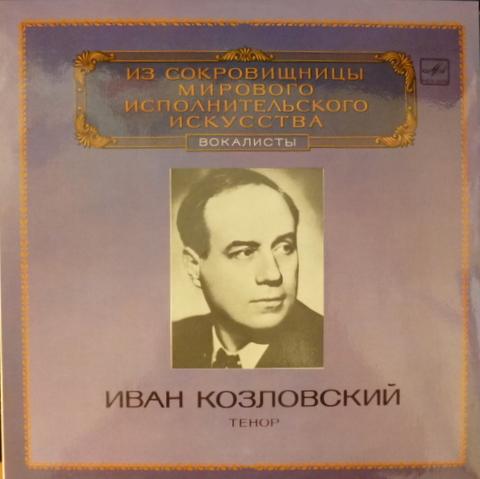 ИЗ СОКРОВИЩНИЦЫ
МИРОВОГО
ИСПОЛНИТЕЛЬСКОГО
ИСКУССТВА
ВОКАЛИСТЫ
ИВАН КОЗЛОВСКИЙ
ТЕНОР